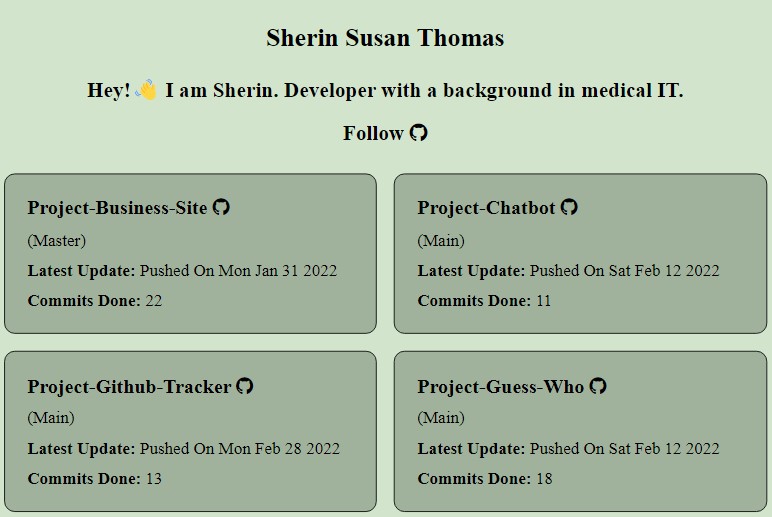 Sherin Susan Thomas
Hey! 👋 I am Sherin. Developer with a background in medical IT.
Follow
Project-Business-Site
(Master)
Latest Update: Pushed On Mon Jan 31 2022
Commits Done: 22
Project-Chatbot
(Main)
Latest Update: Pushed On Sat Feb 12 2022
Commits Done: 11
Project-Github-Tracker
(Main)
Latest Update: Pushed On Mon Feb 28 2022
Commits Done: 13
Project-Guess-Who
(Main)
Latest Update: Pushed On Sat Feb 12 2022
Commits Done: 18